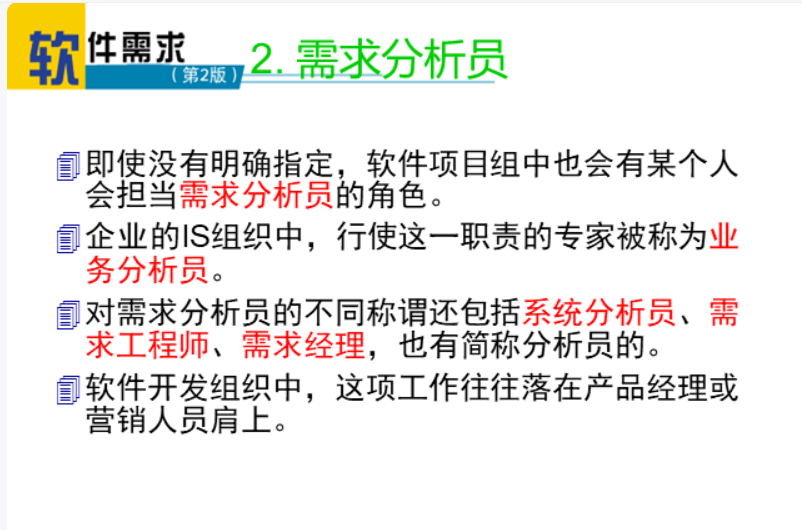 软件需求
（第2版）
2. 需求分析员
即使没有明确指定，软件项目组中也会有某个人
会担当需求分析员的角色。
企业的IS组织中，行使这一职责的专家被称为业
务分析员。
对需求分析员的不同称谓还包括系统分析员、需
求工程师、需求经理，也有简称分析员的。
软件开发组织中，这项工作往往落在产品经理或
营销人员肩上。